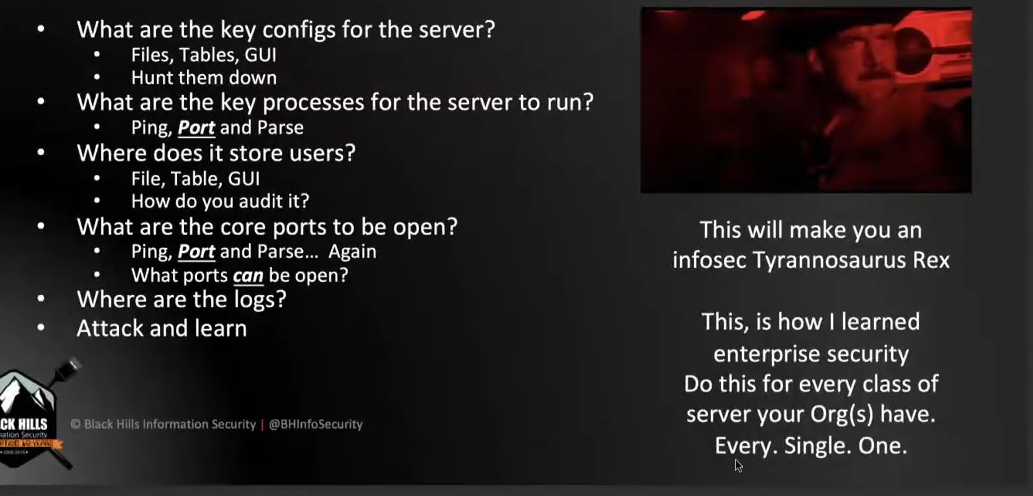 What are the key configs for the server?
Files, Tables, GUI
Hunt them down
What are the key processes for the server to run?
Ping, Port and Parse
Where does it store users?
File, Table, GUI
How do you audit it?
What are the core ports to be open?
Ping, Port and Parse... Again
What ports can be open?
Where are the logs?
Attack and learn
This will make you an
infosec Tyrannosaurus Rex
This, is how I learned
enterprise security
Do this for every class of
server your Org(s) have.
Every. Single. One.
CK HILLS
mation Security
© Black Hills Information Security | @BHInfoSecurity